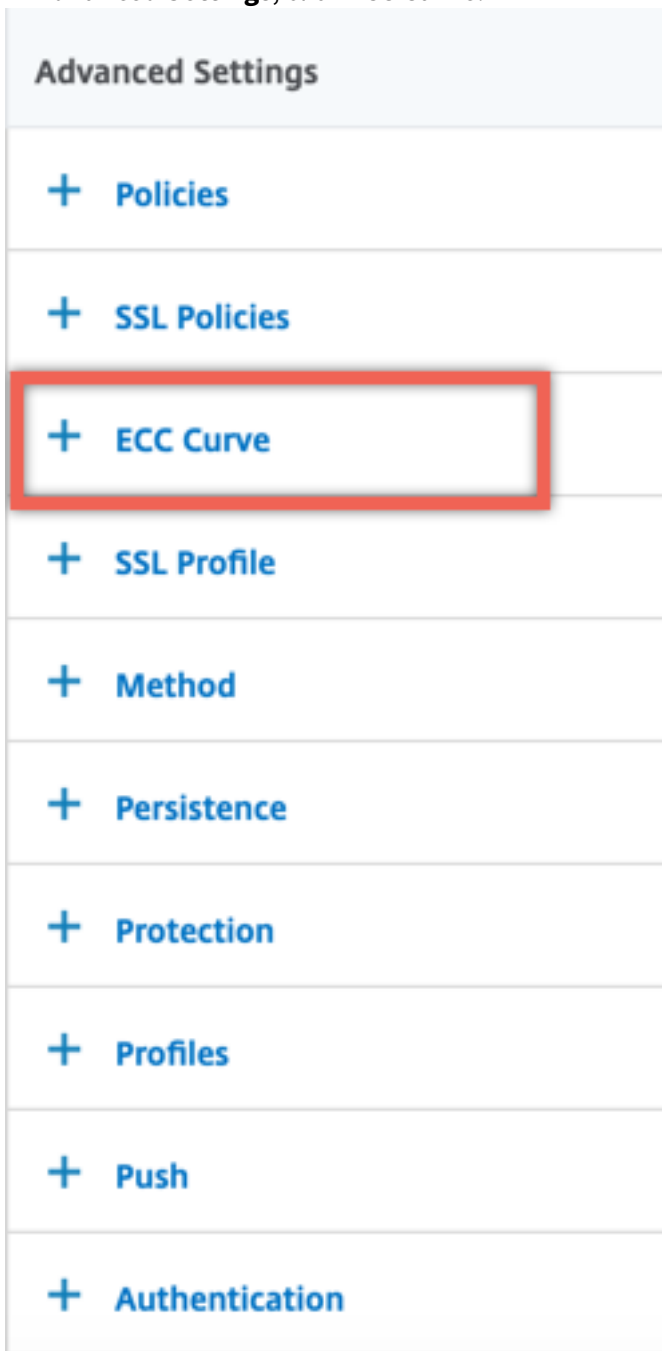 Advanced Settings
+ Policies
+ SSL Policies
+ ECC Curve
+ SSL Profile
+ Method
+ Persistence
+ Protection
+ Profiles
+ Push
+ Authentication